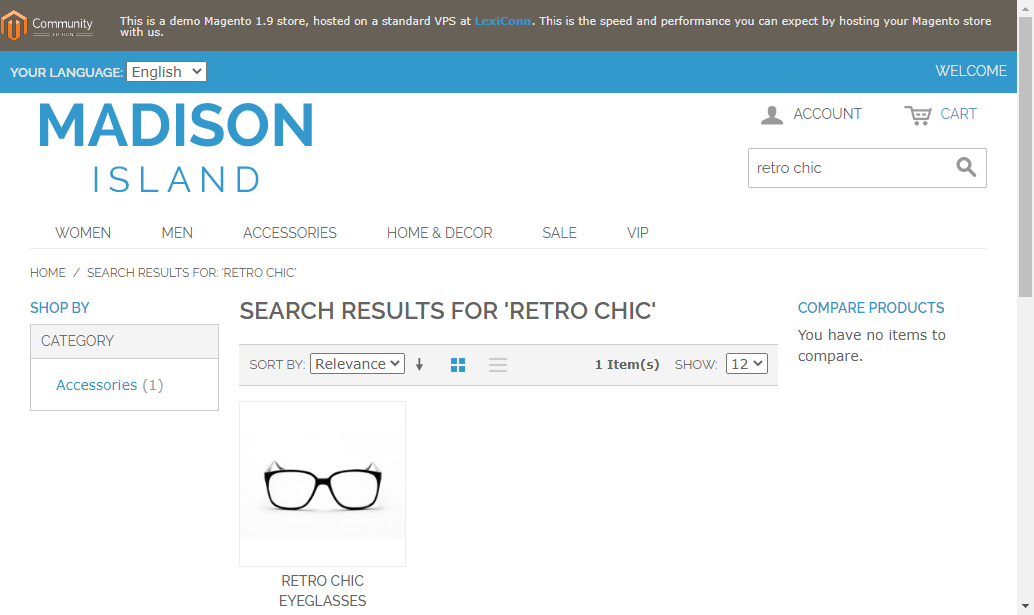 Community
EDITION
This is a demo Magento 1.9 store, hosted on a standard VPS at LexiConn. This is the speed and performance you can expect by hosting your Magento store
with us.
YOUR LANGUAGE: English
WELCOME
MADISON
ISLAND
ACCOUNT
CART
retro chic
WOMEN MEN ACCESSORIES HOME & DECOR SALE VIP
HOME / SEARCH RESULTS FOR: 'RETRO CHIC'
SHOP BY
CATEGORY
Accessories (1)
SEARCH RESULTS FOR 'RETRO CHIC'
SORT BY: Relevance 1 Item(s) SHOW: 12
RETRO CHIC
EYEGLASSES
COMPARE PRODUCTS
You have no items to
compare.